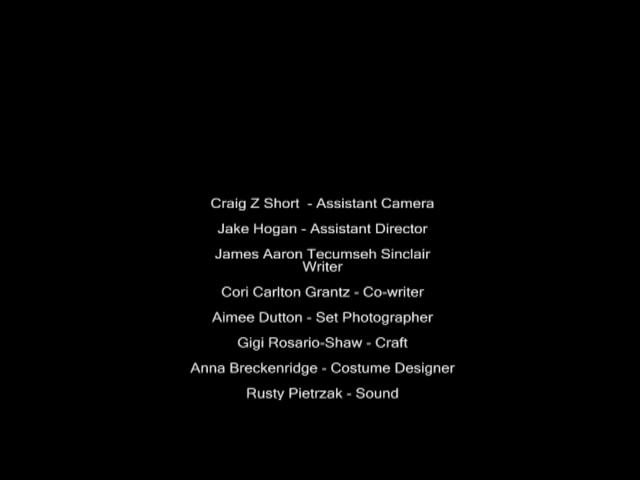 Craig Z Short  - Assistant Camera
Jake Hogan - Assistant Director
James Aaron Tecumseh Sinclair
Writer
Cori Carlton Grantz - Co-writer
Aimee Dutton - Set Photographer
Gigi Rosario-Shaw - Craft
Anna Breckenridge - Costume Designer
Rusty Pietrzak - Sound